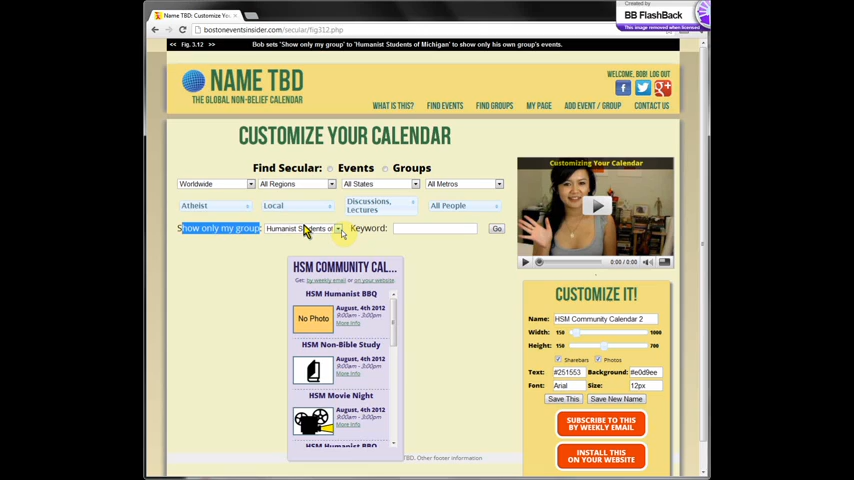 Created by
BB FlashBack
This image removed when registered
Name TBD: Customize Yo
bostoneventsinsider.com/secular/fig312.php
<< Fig. 3.12 >> Bob sets 'Show only my group' to 'Humanist Students of Michigan' to show only his own group's events.
NAME TBD
THE GLOBAL NON-BELIEF CALENDAR
WELCOME, BOB! LOG OUT
WHAT IS THIS? FIND EVENTS FIND GROUPS MY PAGE ADD EVENT / GROUP CONTACT US
CUSTOMIZE YOUR CALENDAR
Find Secular: Events Groups
Worldwide All Regions All States All Metros
Atheist Local Discussions, Lectures All People
Show only my group: Humanist Students of Keyword: Go
Customizing Your Calendar
0:00 / 0:00
HSM COMMUNITY CAL...
Get: by weekly email or on your website.
HSM Humanist BBQ
No Photo
August, 4th 2012
9:00am - 3:00pm
More Info
HSM Non-Bible Study
August, 4th 2012
9:00am - 3:00pm
More Info
HSM Movie Night
August, 4th 2012
9:00am - 3:00pm
More Info
HSM Humanist BBQ
CUSTOMIZE IT!
Name: HSM Community Calendar 2
Width: 150 1000
Height: 150 700
Sharebars Photos
Text: #251553 Background: #e0d9ee
Font: Arial Size: 12px
Save This Save New Name
SUBSCRIBE TO THIS
BY WEEKLY EMAIL
INSTALL THIS
ON YOUR WEBSITE
TBD. Other footer information